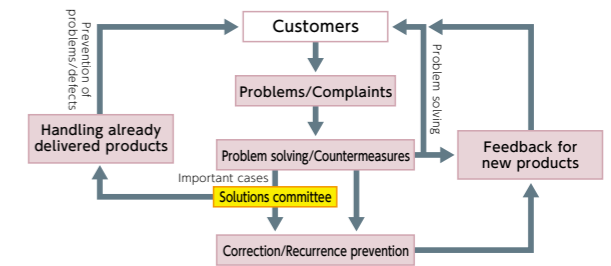 Customers
Prevention of
problems/defects
Problem solving
Problems/Complaints
Handling already
delivered products
Problem solving/Countermeasures
Feedback for
new products
Important cases
Solutions committee
Correction/Recurrence prevention